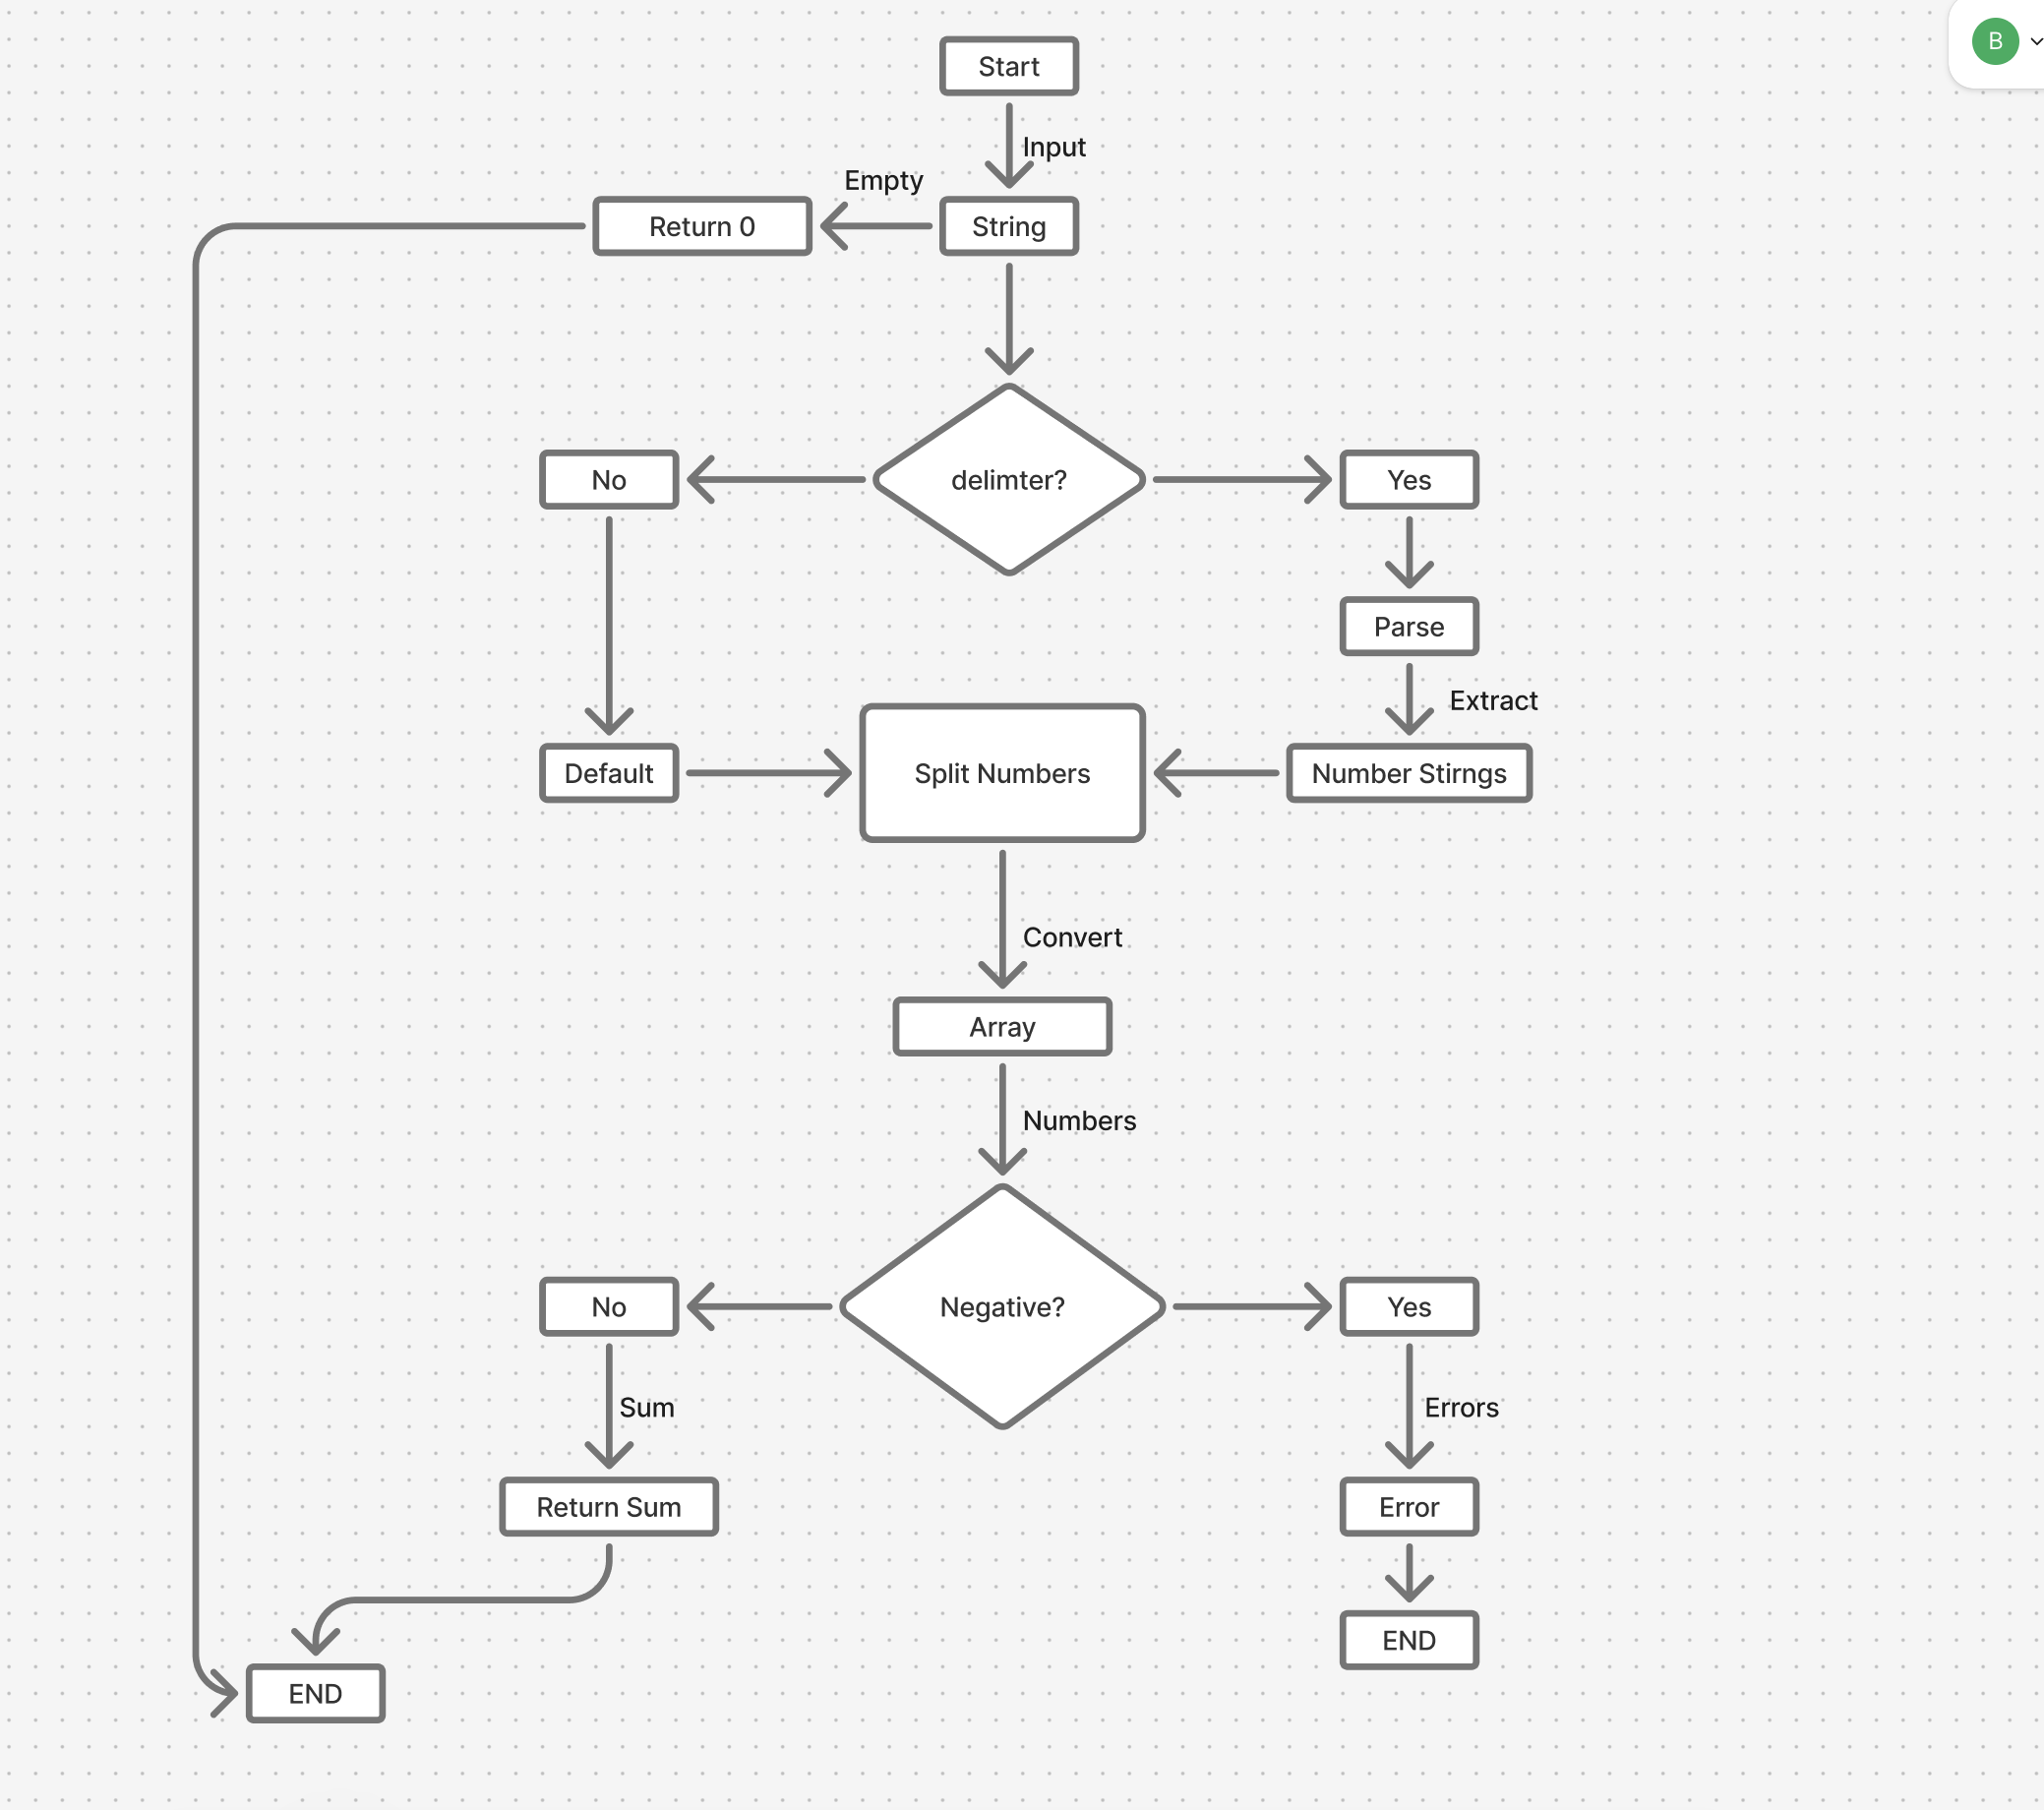 B
Start
Input
Empty
Return 0
String
No
delimter?
Yes
Parse
Extract
Default
Split Numbers
Number Stirngs
Convert
Array
Numbers
No
Negative?
Yes
Sum
Errors
Return Sum
Error
END
END